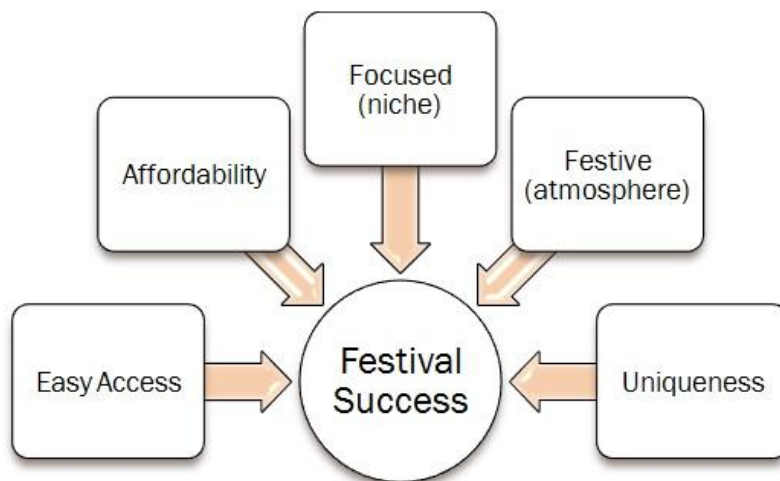 Focused
(niche)
Affordability
Festive
(atmosphere)
Easy Access
Festival
Success
Uniqueness